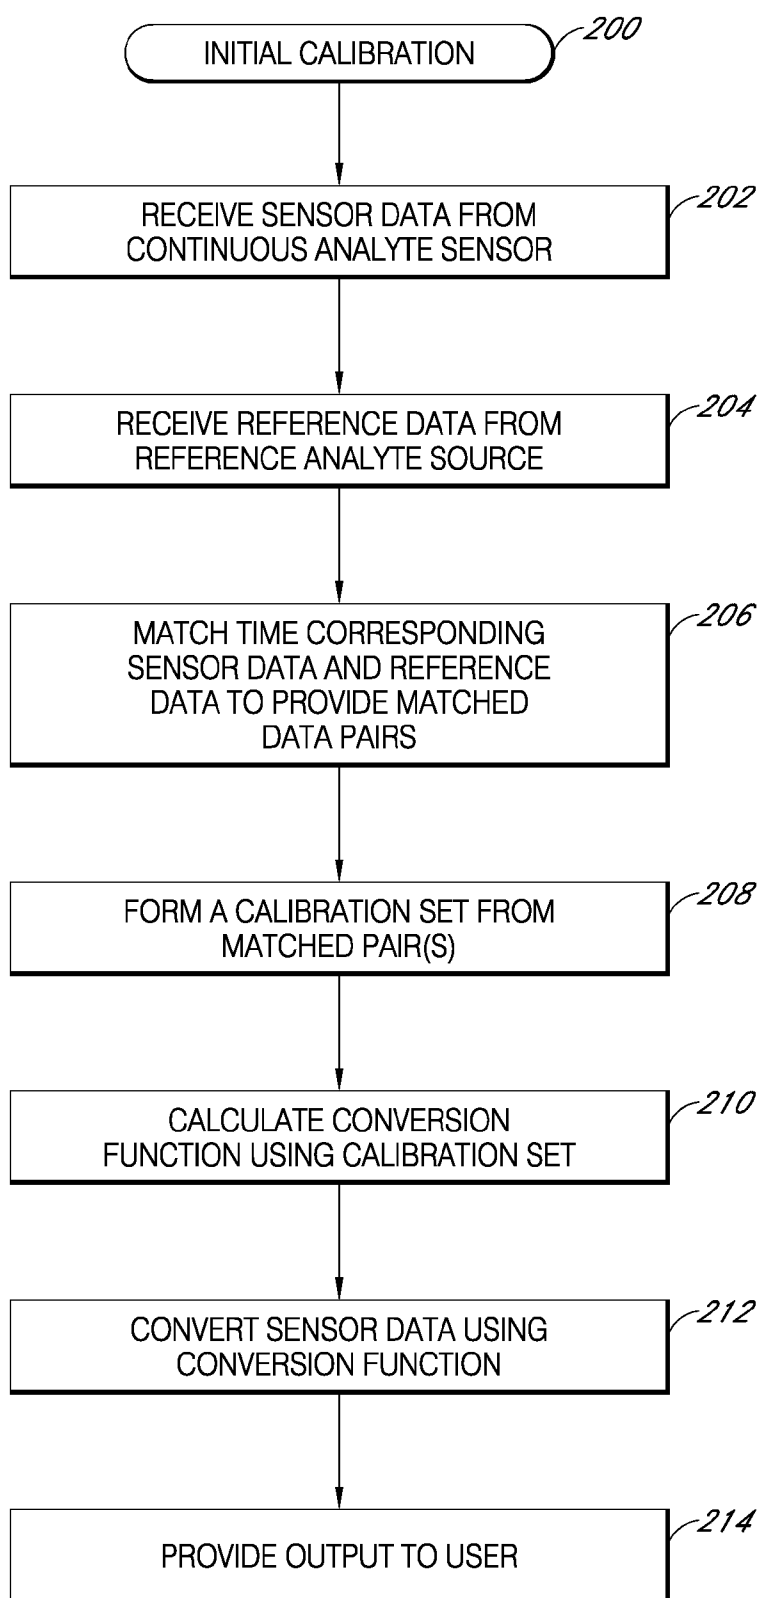 INITIAL CALIBRATION
200
RECEIVE SENSOR DATA FROM
CONTINUOUS ANALYTE SENSOR
202
RECEIVE REFERENCE DATA FROM
REFERENCE ANALYTE SOURCE
204
MATCH TIME CORRESPONDING
SENSOR DATA AND REFERENCE
DATA TO PROVIDE MATCHED
DATA PAIRS
206
FORM A CALIBRATION SET FROM
MATCHED PAIR(S)
208
CALCULATE CONVERSION
FUNCTION USING CALIBRATION SET
210
CONVERT SENSOR DATA USING
CONVERSION FUNCTION
212
PROVIDE OUTPUT TO USER
214